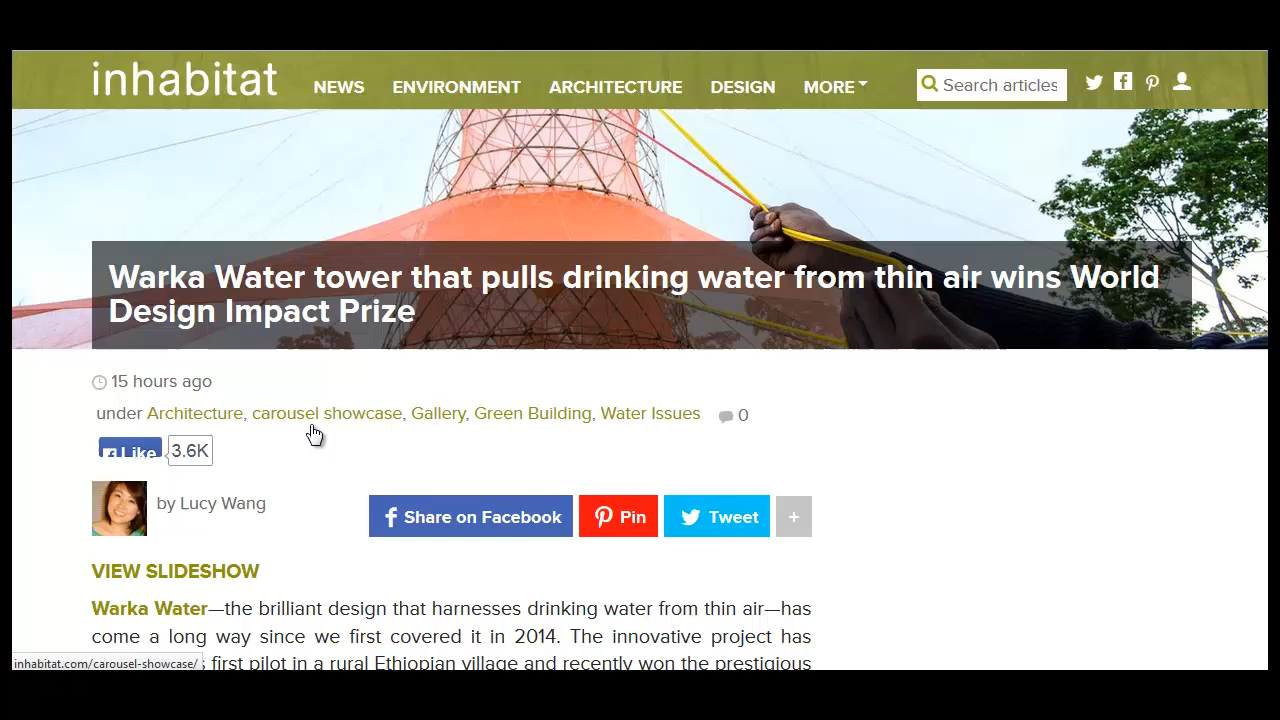 inhabitat NEWS ENVIRONMENT ARCHITECTURE DESIGN MORE Search articles
Warka Water tower that pulls drinking water from thin air wins World
Design Impact Prize
15 hours ago
under Architecture, carousel showcase, Gallery, Green Building, Water Issues 0
Like 3.6K
by Lucy Wang
Share on Facebook Pin Tweet +
VIEW SLIDESHOW
Warka Water—the brilliant design that harnesses drinking water from thin air—has
come a long way since we first covered it in 2014. The innovative project has
first pilot in a rural Ethiopian village and recently won the prestigious
inhabitat.com/carousel-showcase/